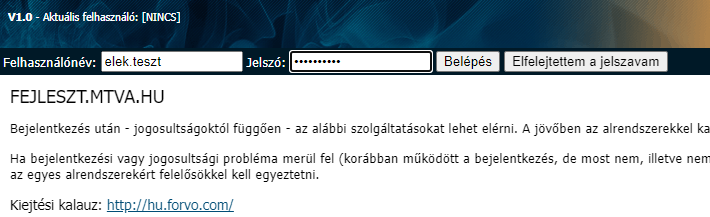 V1.0 - Aktuális felhasználó: [NINCS]
Felhasználónév: elek.teszt Jelszó: •••••••••• Belépés Elfelejtettem a jelszavam
FEJLESZT.MTVA.HU
Bejelentkezés után - jogosultságoktól függően - az alábbi szolgáltatásokat lehet elérni. A jövőben az alrendszerekkel ka
Ha bejelentkezési vagy jogosultsági probléma merül fel (korábban működött a bejelentkezés, de most nem, illetve nem
az egyes alrendszerekért felelősökkel kell egyeztetni.
Kiejtési kalauz: http://hu.forvo.com/